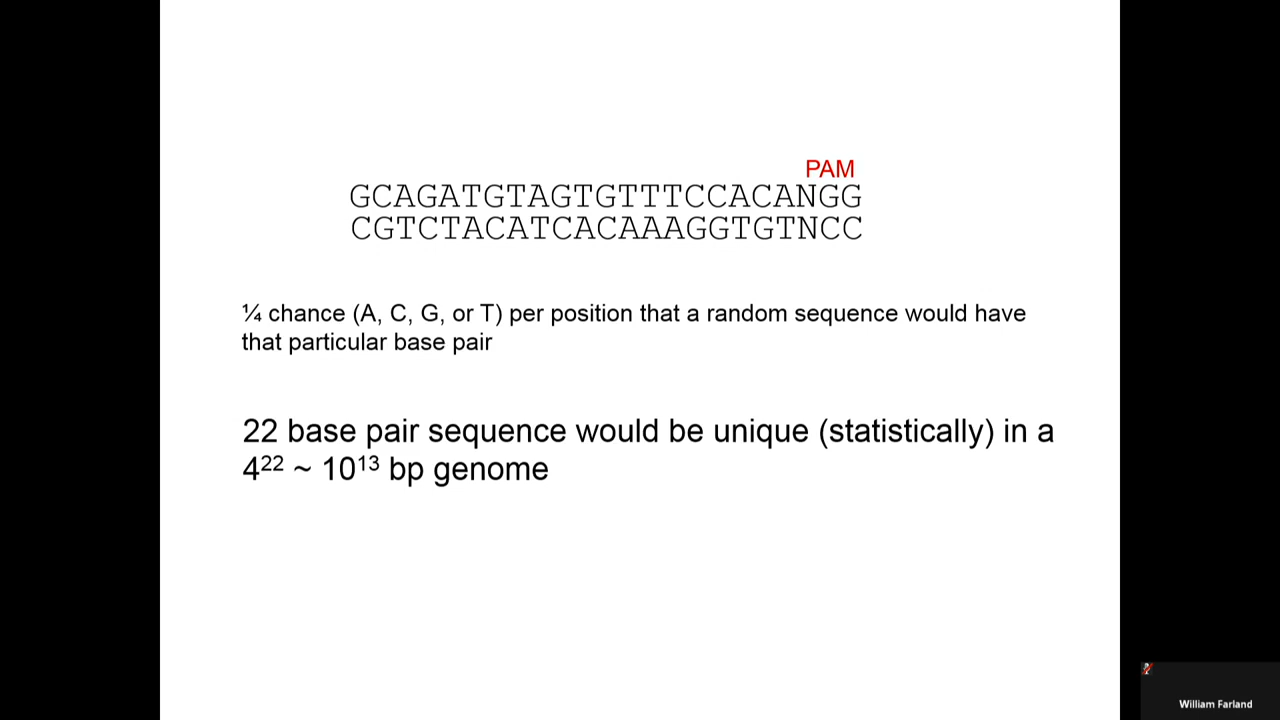 PAM
GCAGATGTAGTGTTTCCACANGG
CGTCTACATCACAAAGGTGTNCC
¼ chance (A, C, G, or T) per position that a random sequence would have
that particular base pair
22 base pair sequence would be unique (statistically) in a
4²² ~ 10¹³ bp genome
William Farland